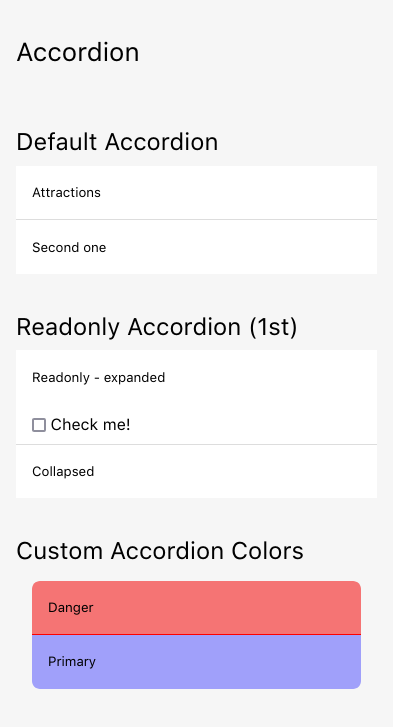 Accordion
Default Accordion
Attractions
Second one
Readonly Accordion (1st)
Readonly - expanded
Check me!
Collapsed
Custom Accordion Colors
Danger
Primary